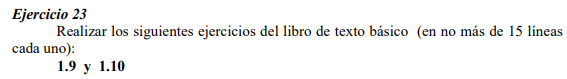 Ejercicio 23
Realizar los siguientes ejercicios del libro de texto básico (en no más de 15 líneas
cada uno):
1.9 y 1.10